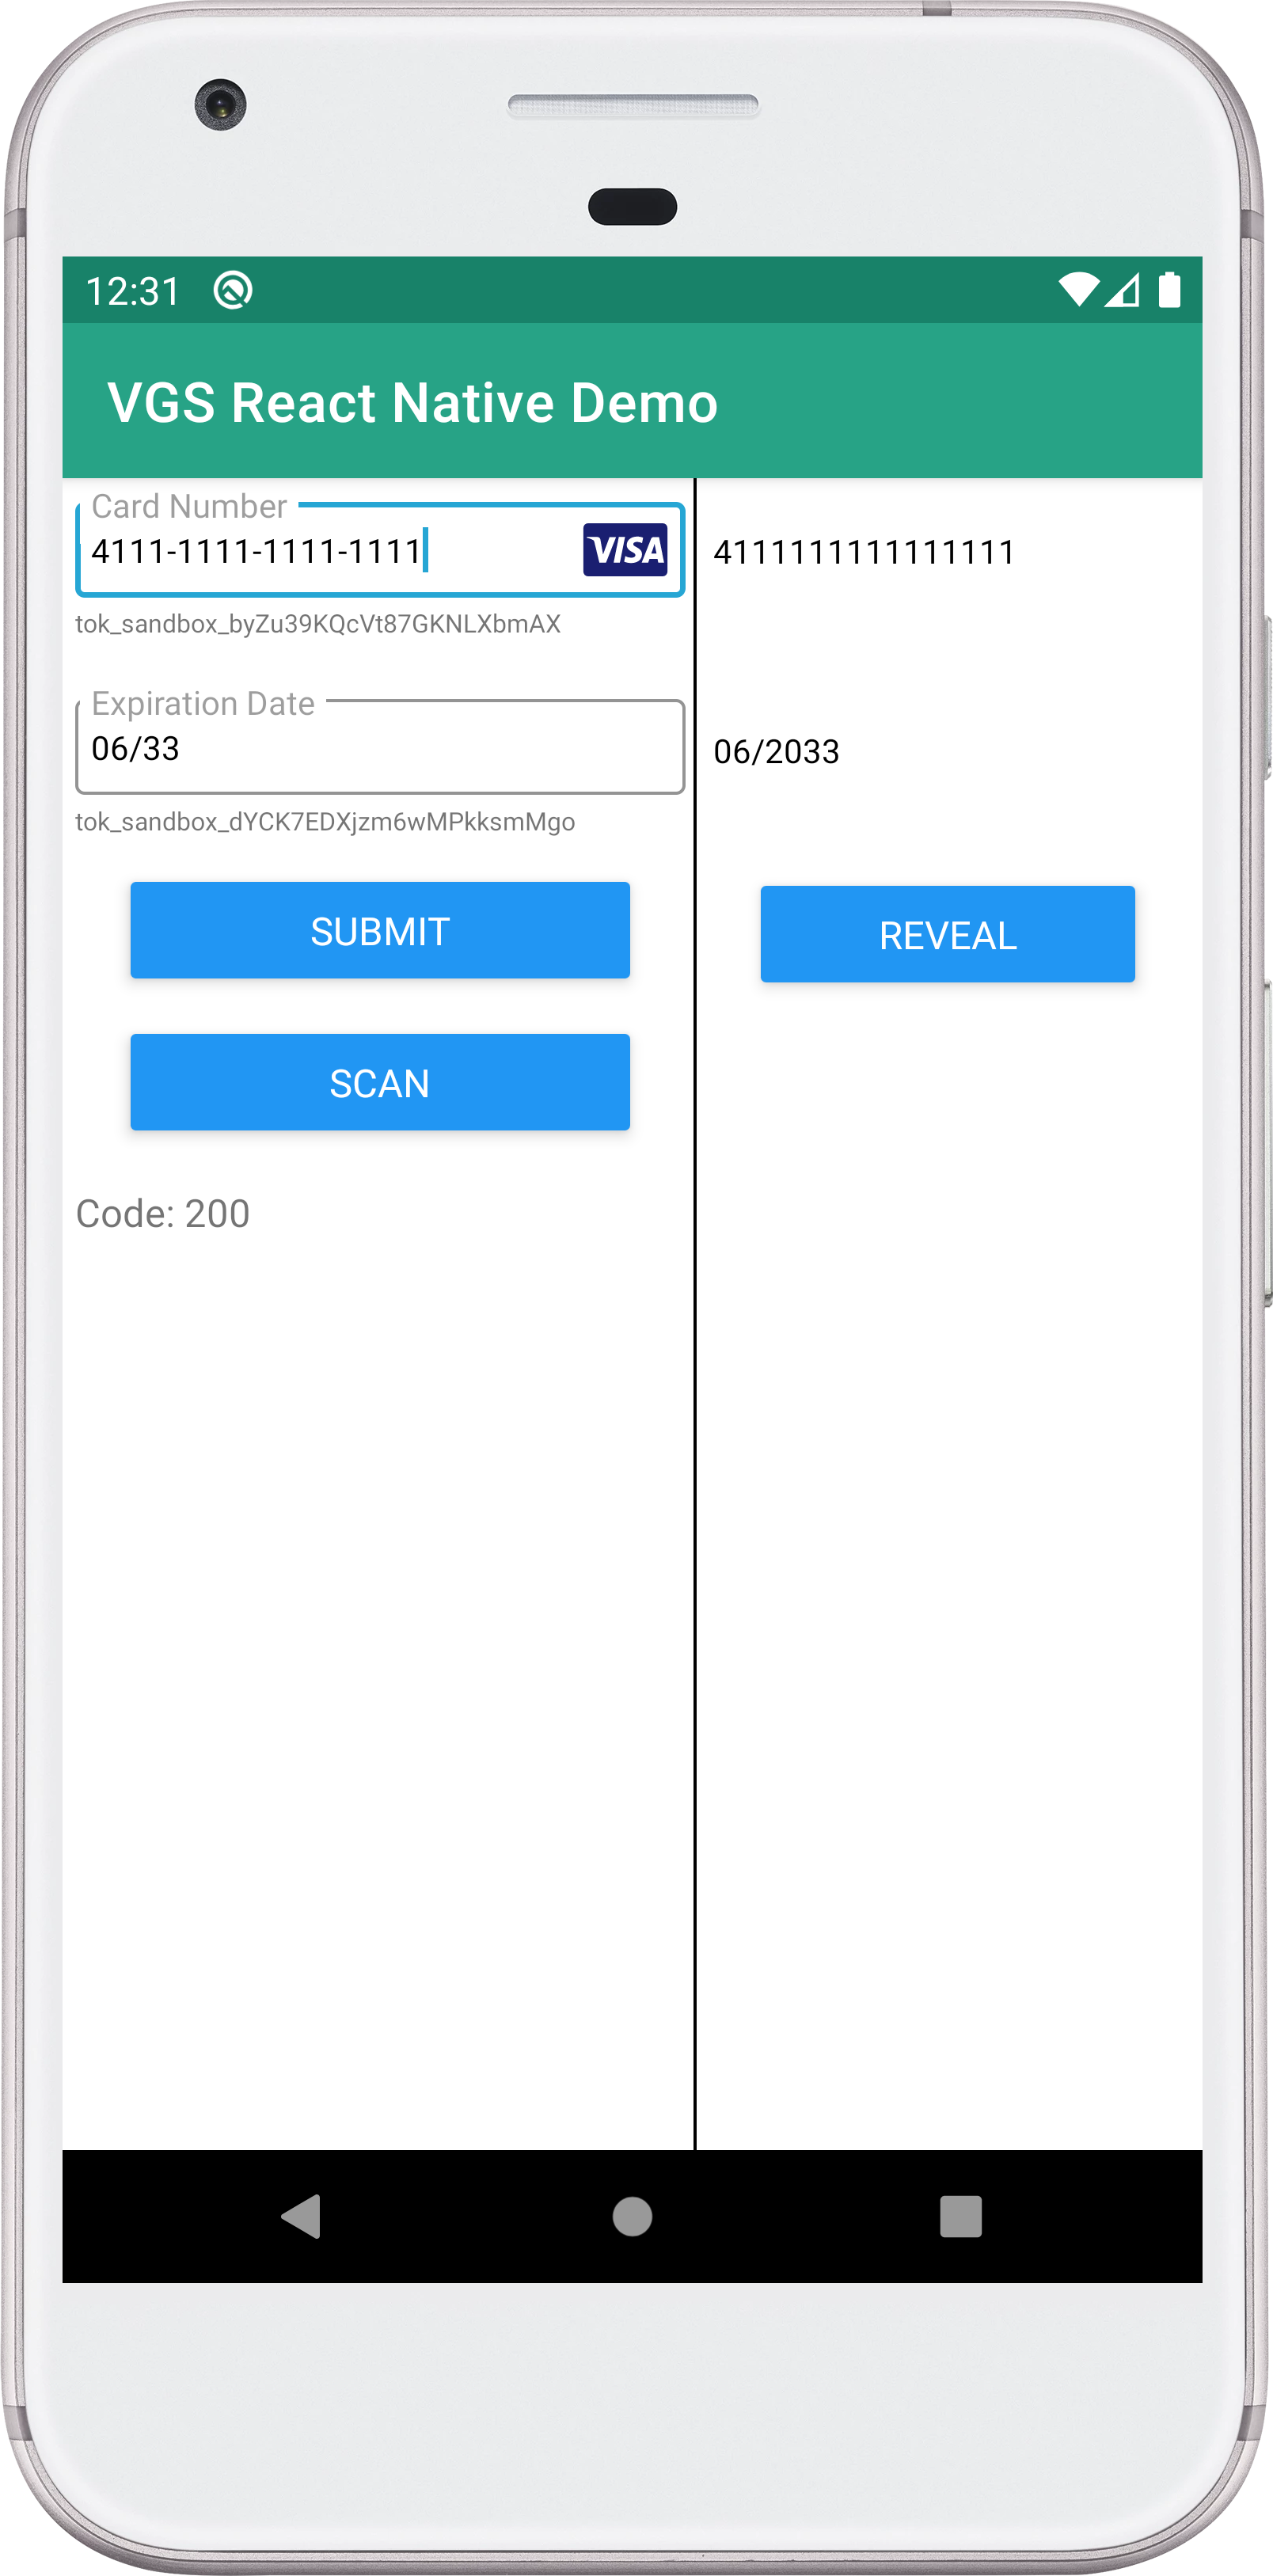 12:31
VGS React Native Demo
Card Number
4111-1111-1111-1111
VISA
4111111111111111
tok_sandbox_byZu39KQcVt87GKNLXbmAX
Expiration Date
06/33
06/2033
tok_sandbox_dYCK7EDXjzm6wMPkksmMgo
SUBMIT
REVEAL
SCAN
Code: 200